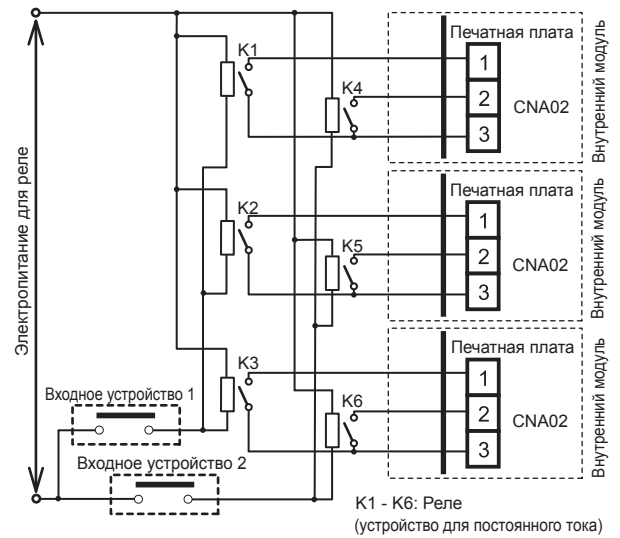 Электропитание для реле
K1
K4
Печатная плата
1
2
3
CNA02
Внутренний модуль
K2
K5
Печатная плата
1
2
3
CNA02
Внутренний модуль
K3
K6
Печатная плата
1
2
3
CNA02
Внутренний модуль
Входное устройство 1
Входное устройство 2
K1 - K6: Реле
(устройство для постоянного тока)